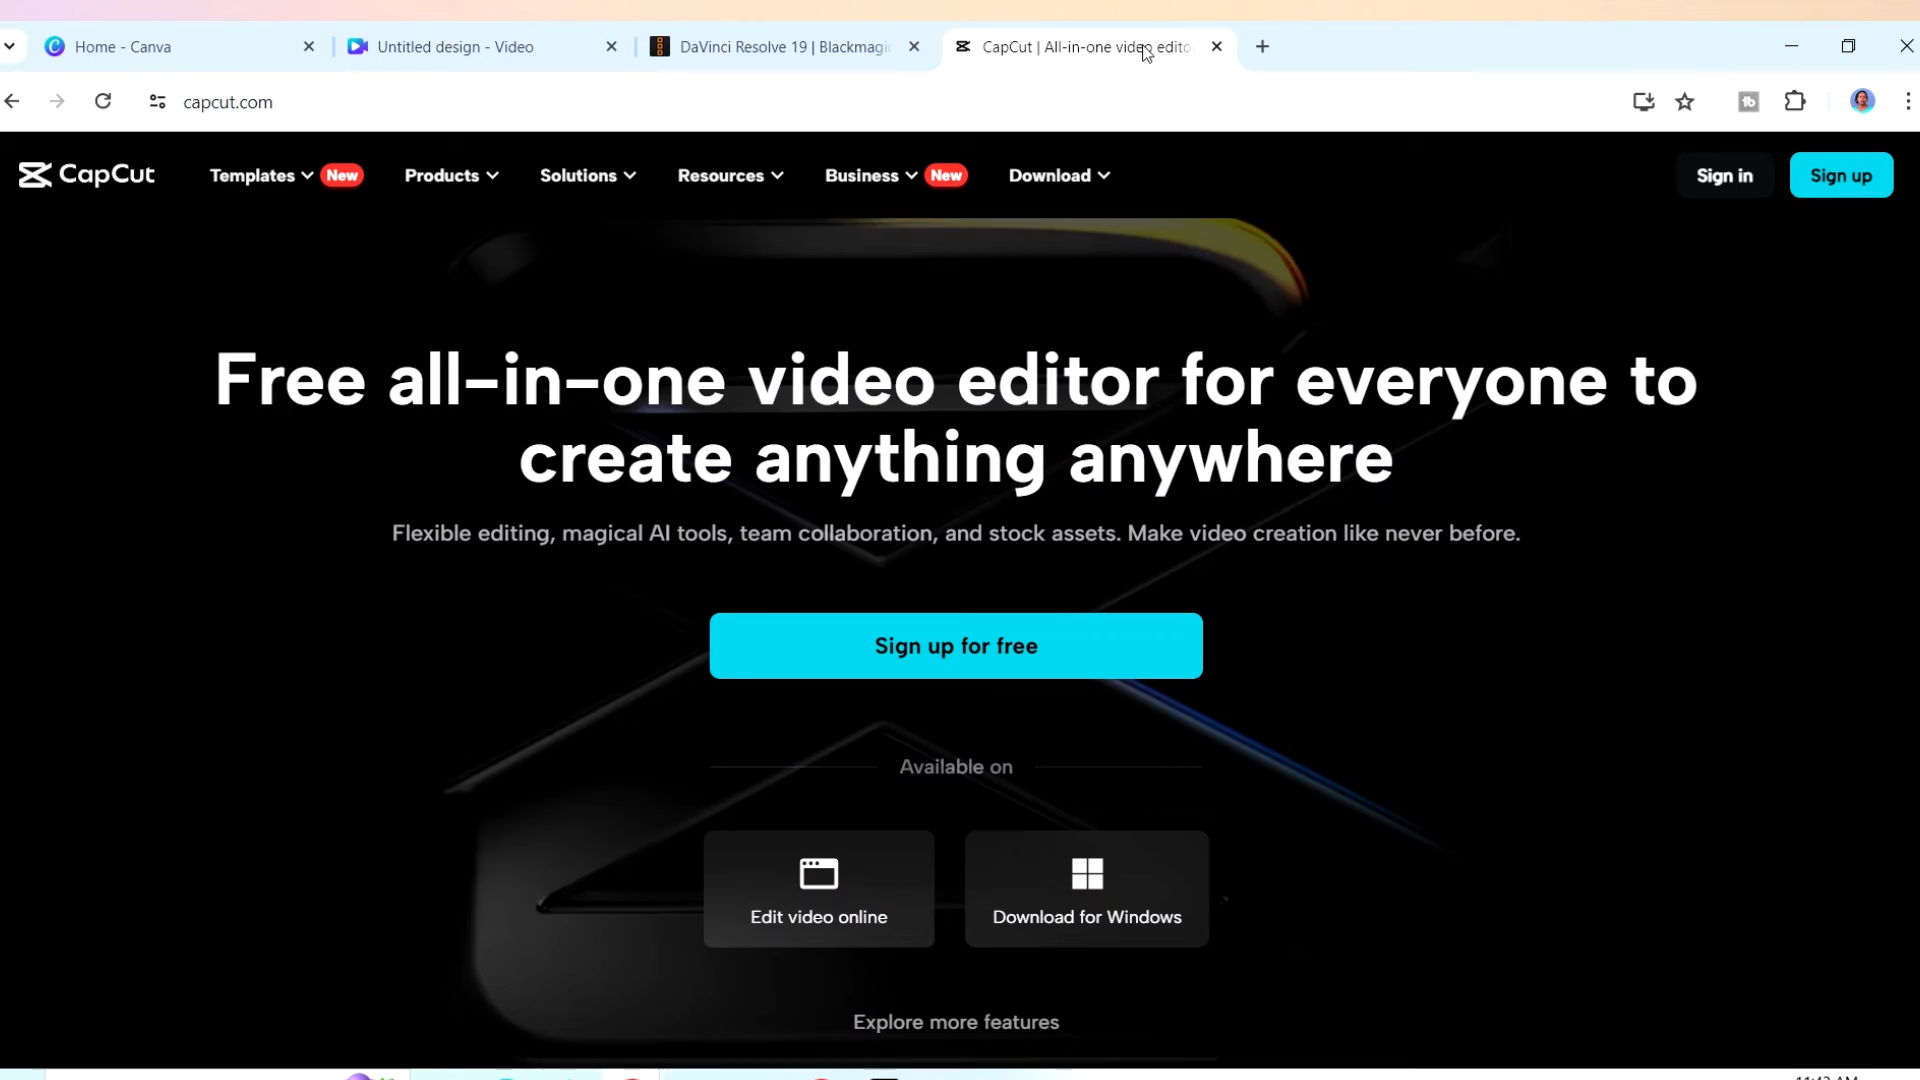 Home - Canva
Untitled design - Video
DaVinci Resolve 19 | Blackmagic
CapCut | All-in-one video edito
capcut.com
CapCut
Templates New
Products
Solutions
Resources
Business New
Download
Sign in
Sign up
Free all-in-one video editor for everyone to
create anything anywhere
Flexible editing, magical AI tools, team collaboration, and stock assets. Make video creation like never before.
Sign up for free
Available on
Edit video online
Download for Windows
Explore more features